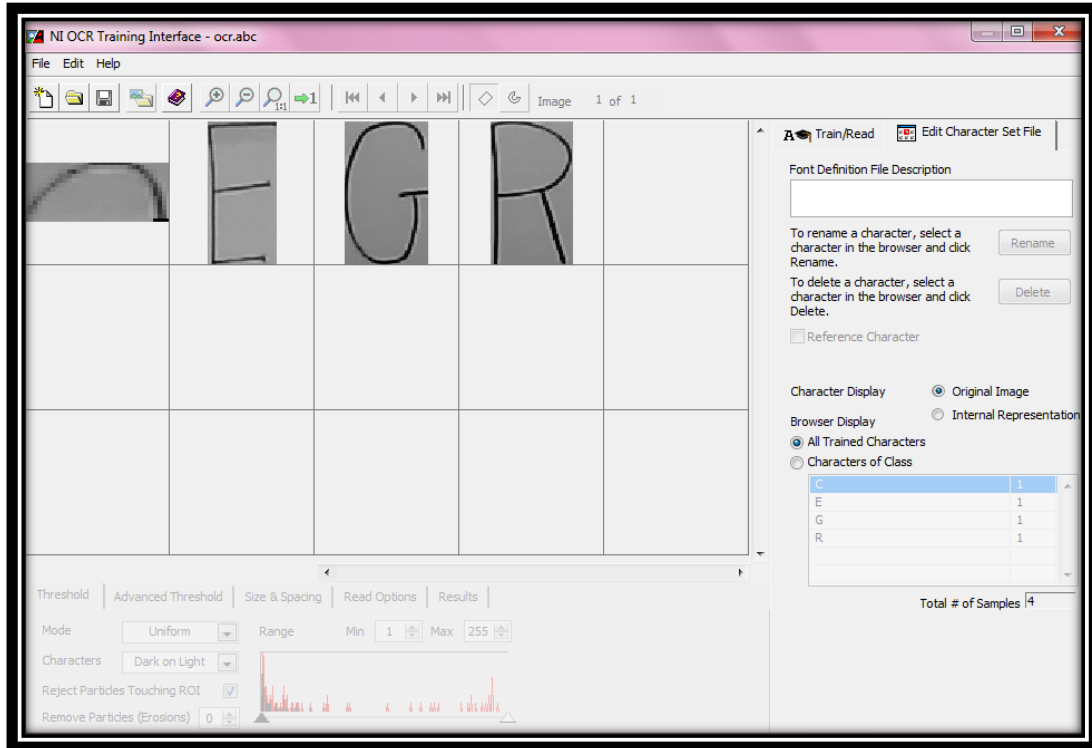 NI OCR Training Interface - ocr.abc
File Edit Help
1:1 1 Image 1 of 1
E G R
A Train/Read Edit Character Set File
Font Definition File Description
To rename a character, select a
character in the browser and click
Rename.
Rename
To delete a character, select a
character in the browser and click
Delete.
Delete
Reference Character
Character Display Original Image
Internal Representation
Browser Display
All Trained Characters
Characters of Class
C 1
E 1
G 1
R 1
Total # of Samples 4
Threshold Advanced Threshold Size & Spacing Read Options Results
Mode Uniform Range Min 1 Max 255
Characters Dark on Light
Reject Particles Touching ROI
Remove Particles (Erosions) 0